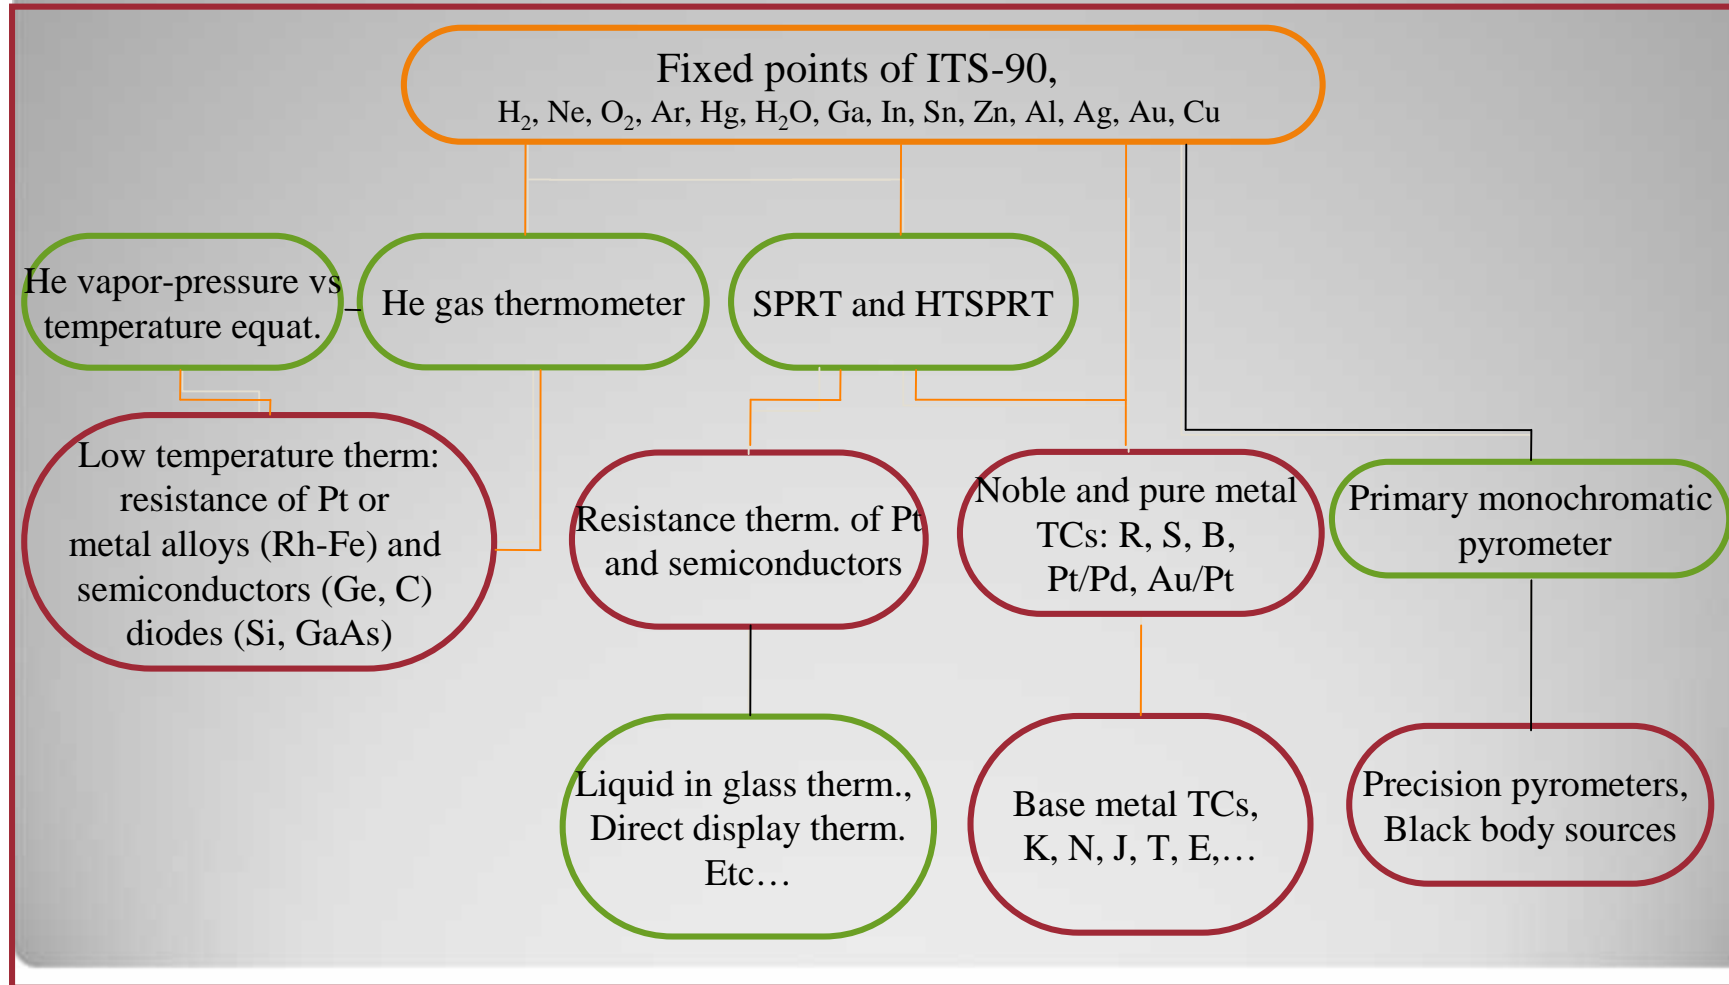 Fixed points of ITS-90,
H₂, Ne, O₂, Ar, Hg, H₂O, Ga, In, Sn, Zn, Al, Ag, Au, Cu
He vapor-pressure vs
temperature equat.
He gas thermometer
SPRT and HTSPRT
Low temperature therm:
resistance of Pt or
metal alloys (Rh-Fe) and
semiconductors (Ge, C)
diodes (Si, GaAs)
Resistance therm. of Pt
and semiconductors
Noble and pure metal
TCs: R, S, B,
Pt/Pd, Au/Pt
Primary monochromatic
pyrometer
Liquid in glass therm.,
Direct display therm.
Etc…
Base metal TCs,
K, N, J, T, E,…
Precision pyrometers,
Black body sources